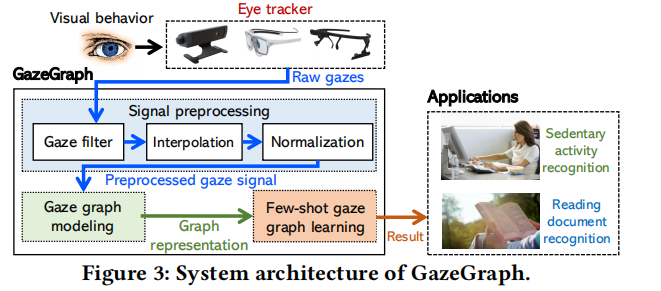 Visual behavior
Eye tracker
GazeGraph
Raw gazes
Signal preprocessing
Gaze filter
Interpolation
Normalization
Preprocessed gaze signal
Gaze graph
modeling
Graph
representation
Few-shot gaze
graph learning
Result
Applications
Sedentary
activity
recognition
Reading
document
recognition
Figure 3: System architecture of GazeGraph.